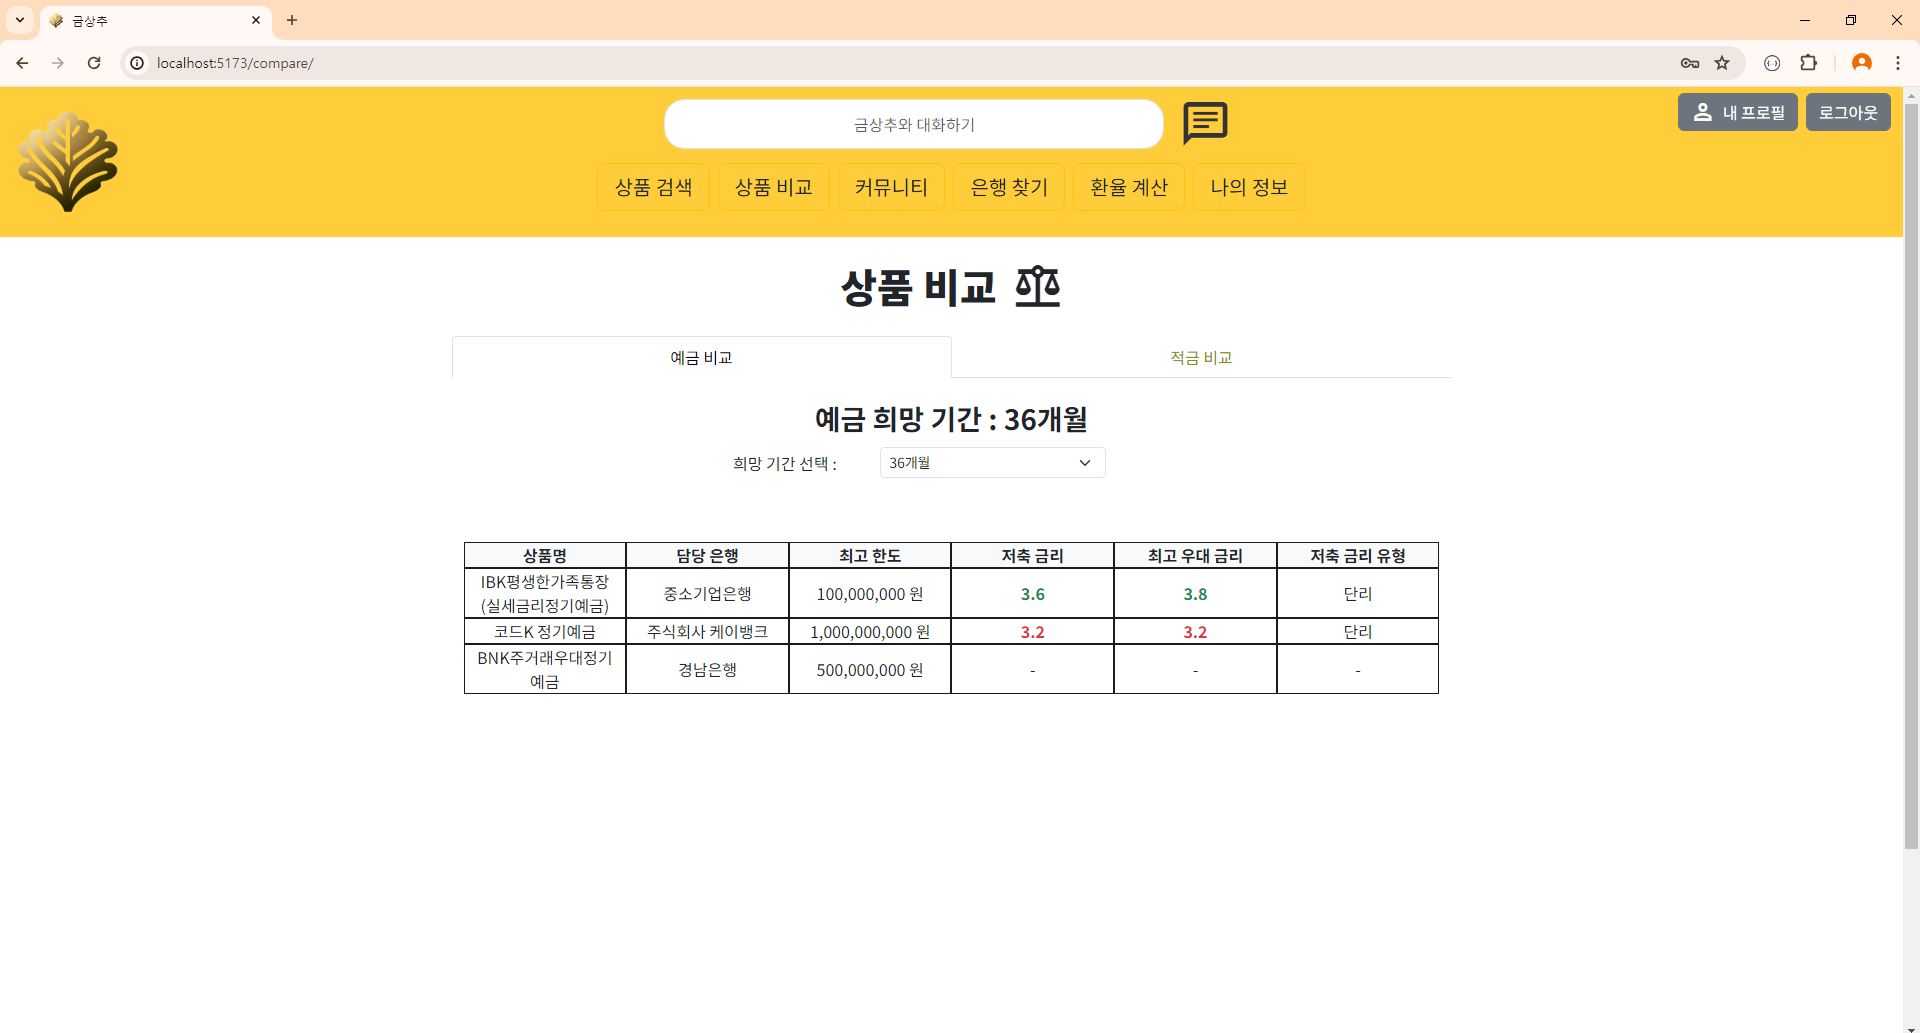 금상추
localhost:5173/compare/
금상추와 대화하기
내 프로필
로그아웃
상품 검색
상품 비교
커뮤니티
은행 찾기
환율 계산
나의 정보
상품 비교
예금 비교
적금 비교
예금 희망 기간 : 36개월
희망 기간 선택 :
36개월
상품명 담당 은행 최고 한도 저축 금리 최고 우대 금리 저축 금리 유형
IBK평생한가족통장
(실세금리정기예금)
중소기업은행 100,000,000 원 3.6 3.8 단리
코드K 정기예금 주식회사 케이뱅크 1,000,000,000 원 3.2 3.2 단리
BNK주거래우대정기
예금
경남은행 500,000,000 원 - - -